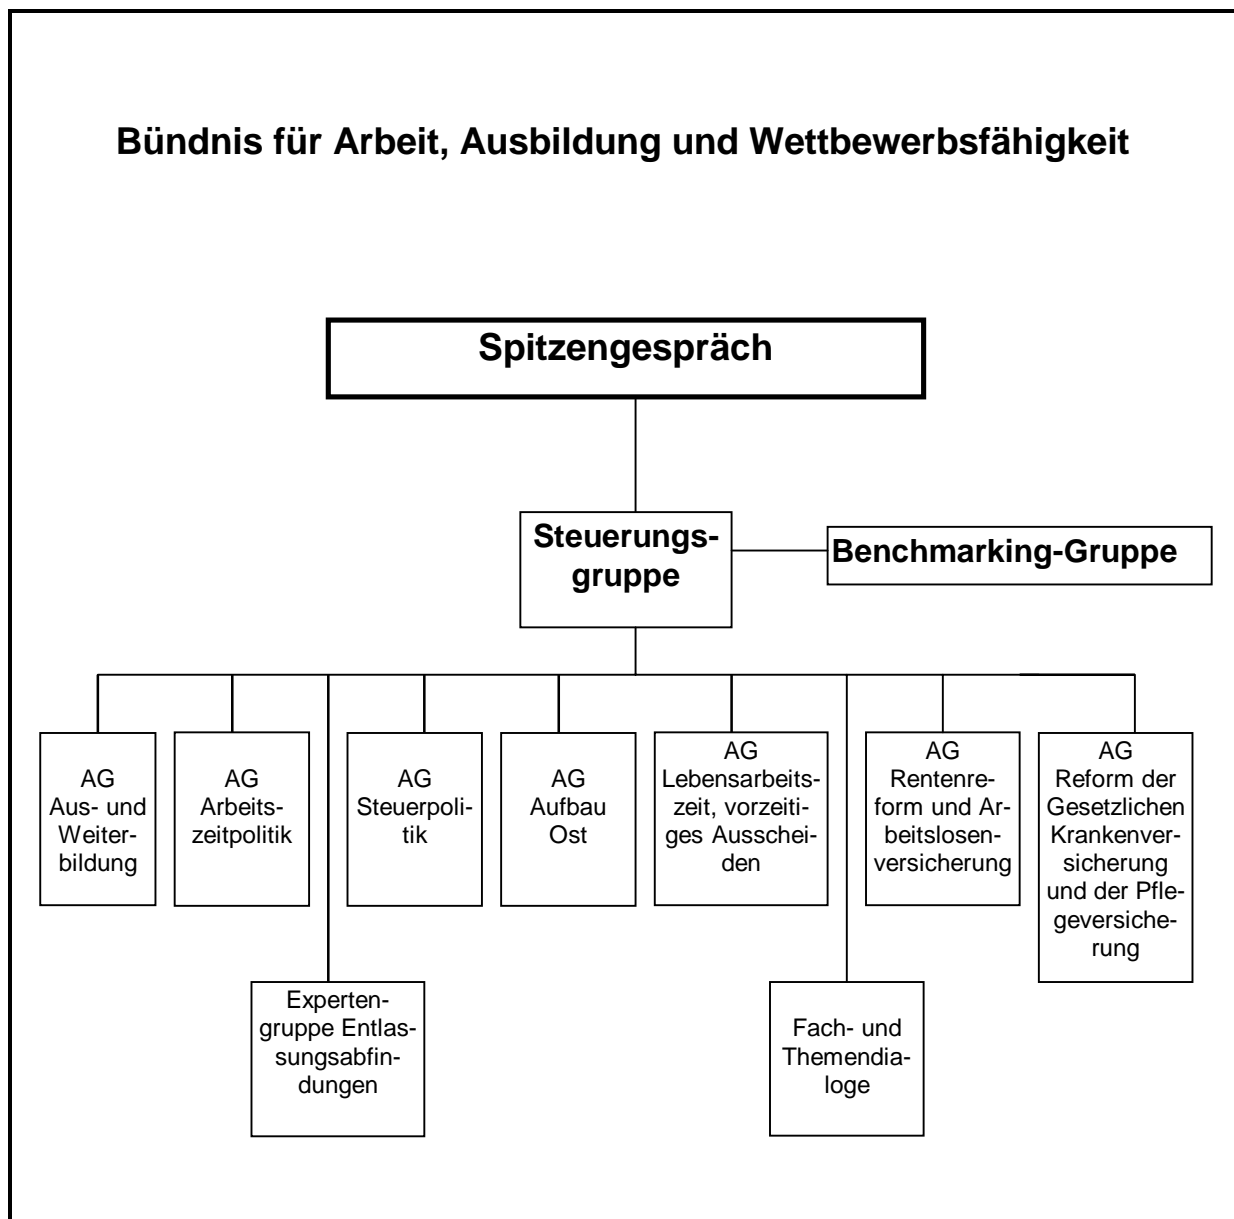 Bündnis für Arbeit, Ausbildung und Wettbewerbsfähigkeit
Spitzengespräch
Steuerungs-
gruppe
Benchmarking-Gruppe
AG
Aus- und
Weiter-
bildung
AG
Arbeits-
zeitpolitik
AG
Steuerpoli-
tik
AG
Aufbau
Ost
AG
Lebensarbeits-
zeit, vorzeiti-
ges Ausschei-
den
AG
Rentenre-
form und Ar-
beitslosen-
versicherung
AG
Reform der
Gesetzlichen
Krankenver-
sicherung
und der Pfle-
geversiche-
rung
Experten-
gruppe Entlas-
sungsabfin-
dungen
Fach- und
Themendia-
loge